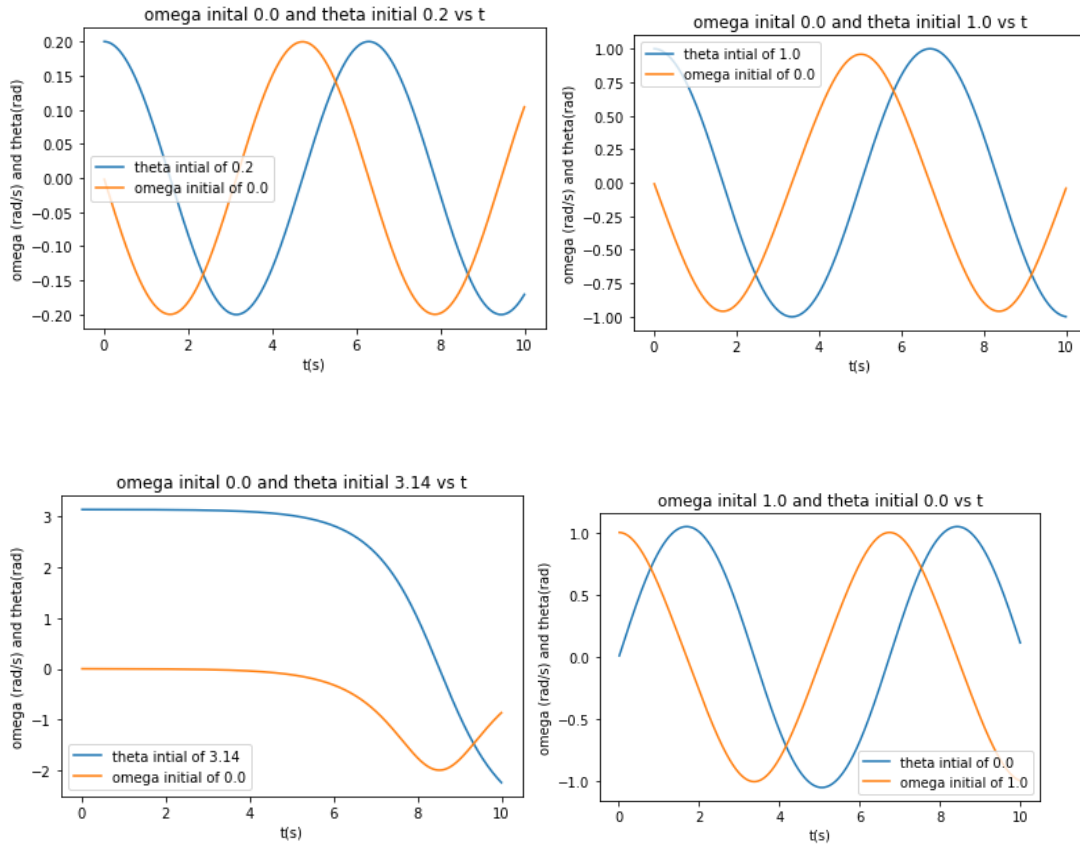 omega inital 0.0 and theta initial 0.2 vs t
0.20
0.15
0.10
0.05
0.00
−0.05
−0.10
−0.15
−0.20
omega (rad/s) and theta(rad)
theta intial of 0.2
omega initial of 0.0
0 2 4 6 8 10
t(s)
omega inital 0.0 and theta initial 1.0 vs t
1.00
0.75
0.50
0.25
0.00
−0.25
−0.50
−0.75
−1.00
omega (rad/s) and theta(rad)
theta intial of 1.0
omega initial of 0.0
0 2 4 6 8 10
t(s)
omega inital 0.0 and theta initial 3.14 vs t
3
2
1
0
−1
−2
omega (rad/s) and theta(rad)
theta intial of 3.14
omega initial of 0.0
0 2 4 6 8 10
t(s)
omega inital 1.0 and theta initial 0.0 vs t
1.0
0.5
0.0
−0.5
−1.0
omega (rad/s) and theta(rad)
theta intial of 0.0
omega initial of 1.0
0 2 4 6 8 10
t(s)